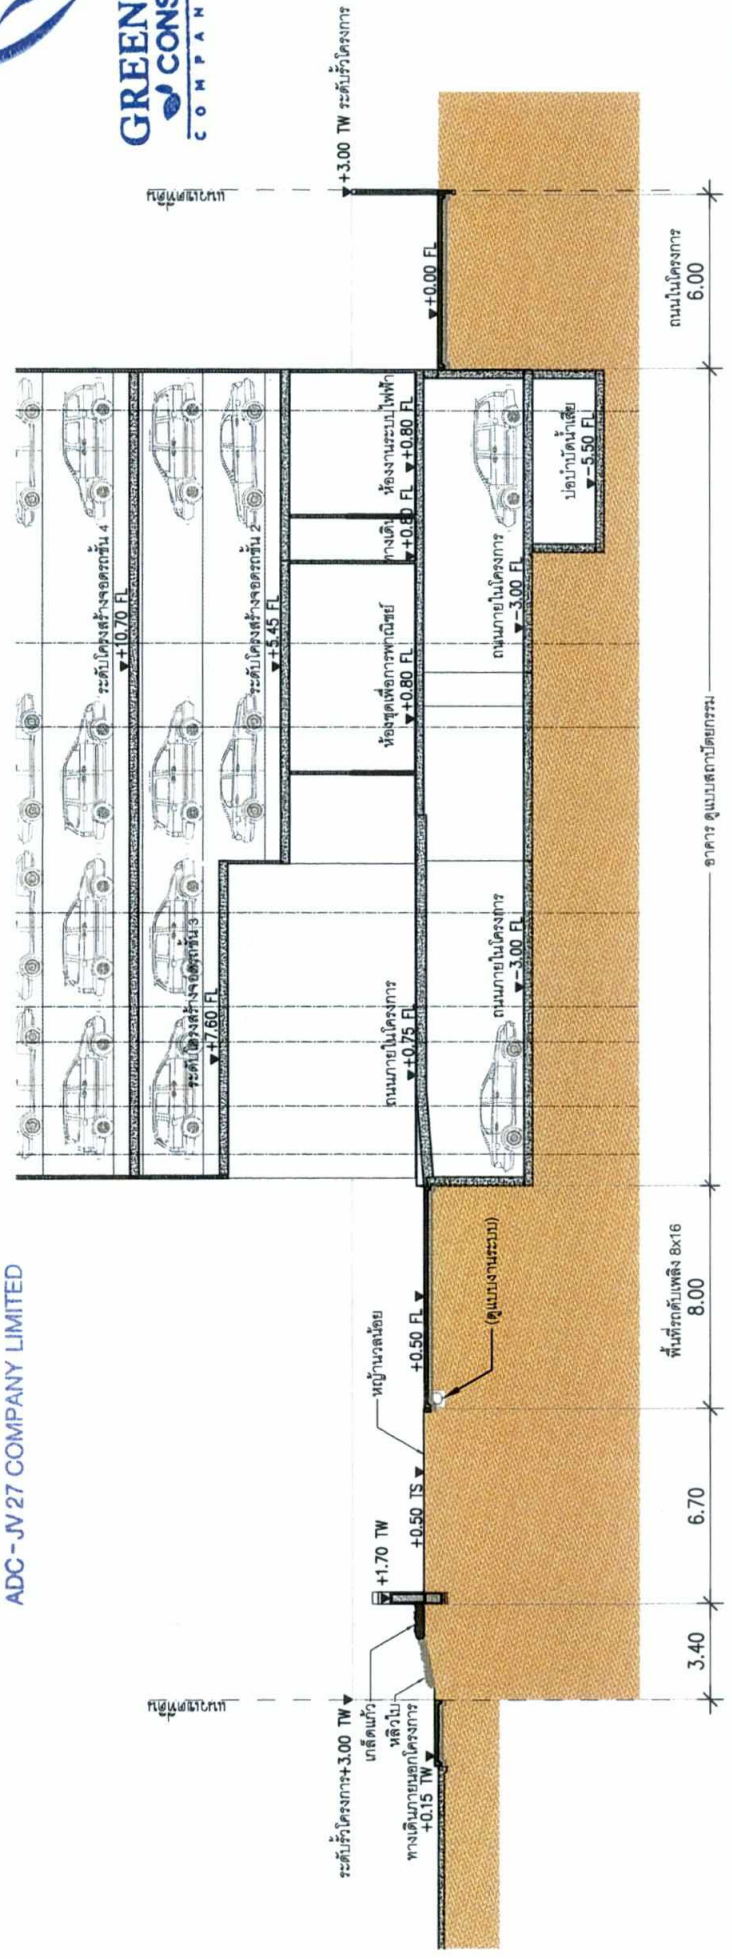 ADC-JV 27 COMPANY LIMITED
GREEN
CONS
COMPAN
แนวเขตที่ดิน
แนวเขตที่ดิน
ระดับโครงสร้างจอดรถชั้น 4
+10.70 FL
ระดับโครงสร้างจอดรถชั้น 3
+7.60 FL
ระดับโครงสร้างจอดรถชั้น 2
+5.45 FL
ระดับรั้วโครงการ+3.00 TW
เกล็ดแก้ว
หลิวใบ
ทางเดินภายนอกโครงการ
+0.15 TW
+1.70 TW
+0.50 TS
หญ้านวลน้อย
+0.50 FL
(ดูแบบงานระบบ)
ถนนภายในโครงการ
+0.75 FL
ห้องชุดเพื่อการพาณิชย์
+0.80 FL
ทางเดิน
+0.80 FL
ห้องงานระบบไฟฟ้า
+0.80 FL
+0.00 FL
+3.00 TW ระดับรั้วโครงการ
ถนนภายในโครงการ
-3.00 FL
ถนนภายในโครงการ
-3.00 FL
บ่อบำบัดน้ำเสีย
-5.50 FL
3.40
6.70
พื้นที่รถดับเพลิง 8x16
8.00
อาคาร ดูแบบสถาปัตยกรรม
ถนนในโครงการ
6.00